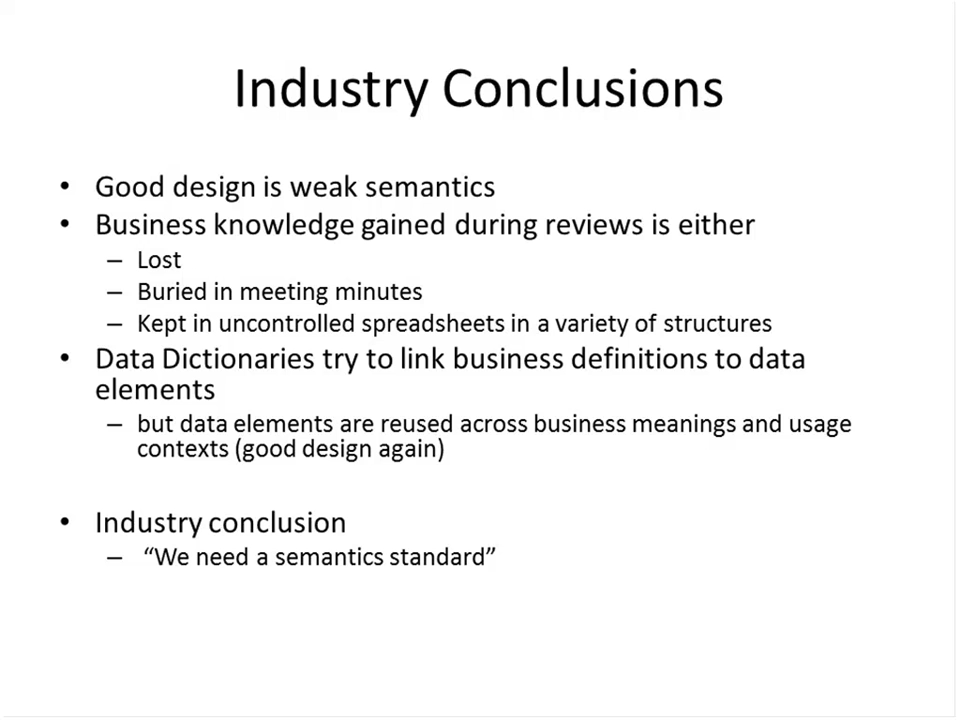 Industry Conclusions
• Good design is weak semantics
• Business knowledge gained during reviews is either
– Lost
– Buried in meeting minutes
– Kept in uncontrolled spreadsheets in a variety of structures
• Data Dictionaries try to link business definitions to data
elements
– but data elements are reused across business meanings and usage
contexts (good design again)
• Industry conclusion
– “We need a semantics standard”